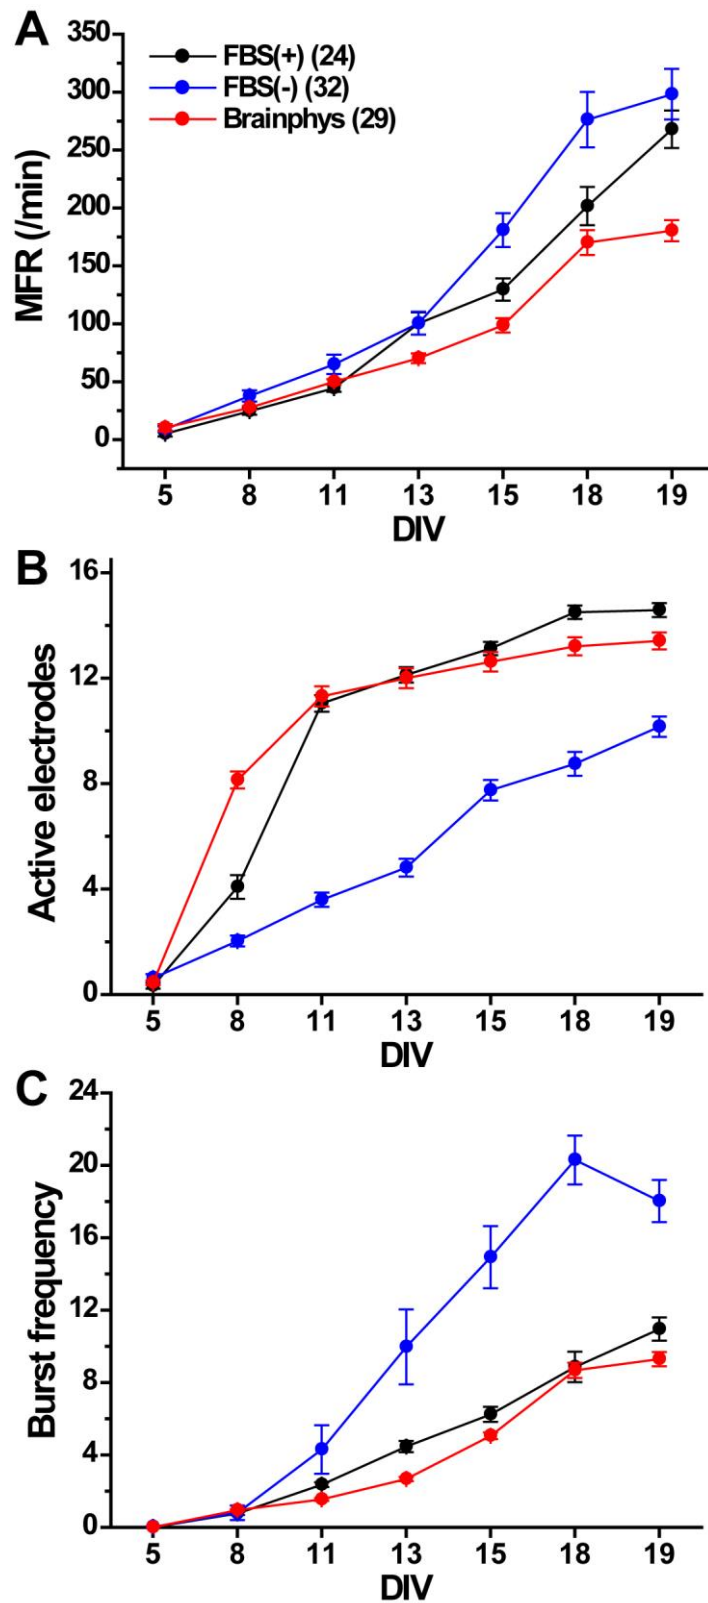 A
350
300
250
200
150
100
50
0
MFR (/min)
FBS(+) (24)
FBS(-) (32)
Brainphys (29)
5 8 11 13 15 18 19
DIV
B
16
12
8
4
0
Active electrodes
5 8 11 13 15 18 19
DIV
C
24
20
16
12
8
4
0
Burst frequency
5 8 11 13 15 18 19
DIV